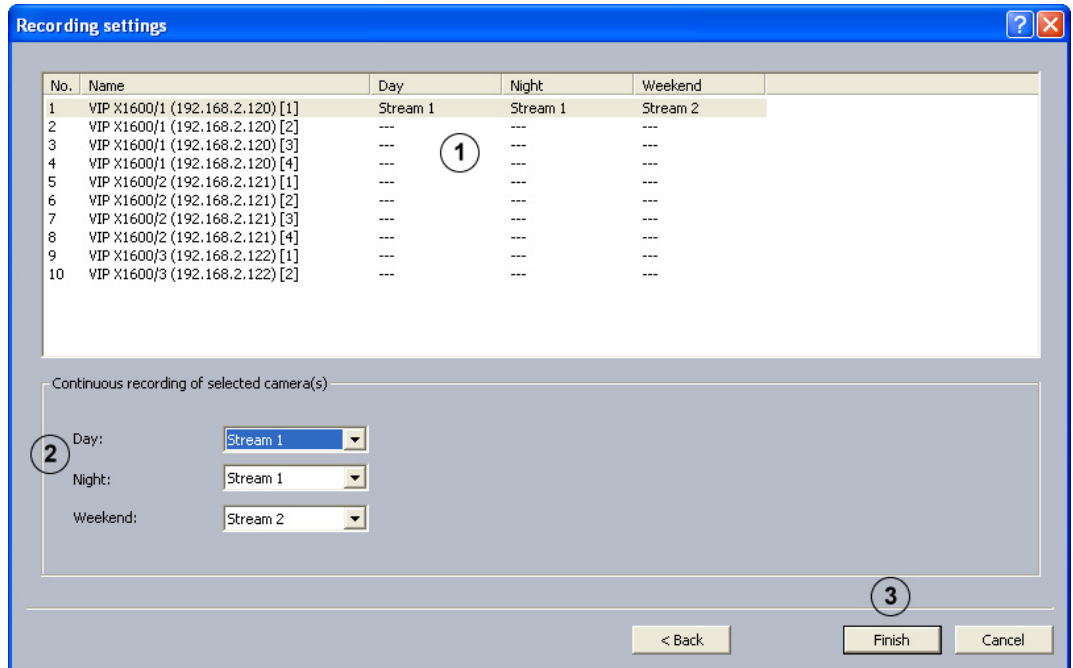 Recording settings
No. Name Day Night Weekend
1 VIP X1600/1 (192.168.2.120) [1] Stream 1 Stream 1 Stream 2
2 VIP X1600/1 (192.168.2.120) [2] --- --- ---
3 VIP X1600/1 (192.168.2.120) [3] --- --- ---
4 VIP X1600/1 (192.168.2.120) [4] --- --- ---
5 VIP X1600/2 (192.168.2.121) [1] --- --- ---
6 VIP X1600/2 (192.168.2.121) [2] --- --- ---
7 VIP X1600/2 (192.168.2.121) [3] --- --- ---
8 VIP X1600/2 (192.168.2.121) [4] --- --- ---
9 VIP X1600/3 (192.168.2.122) [1] --- --- ---
10 VIP X1600/3 (192.168.2.122) [2] --- --- ---
1
Continuous recording of selected camera(s)
2
Day: Stream 1
Night: Stream 1
Weekend: Stream 2
3
< Back Finish Cancel